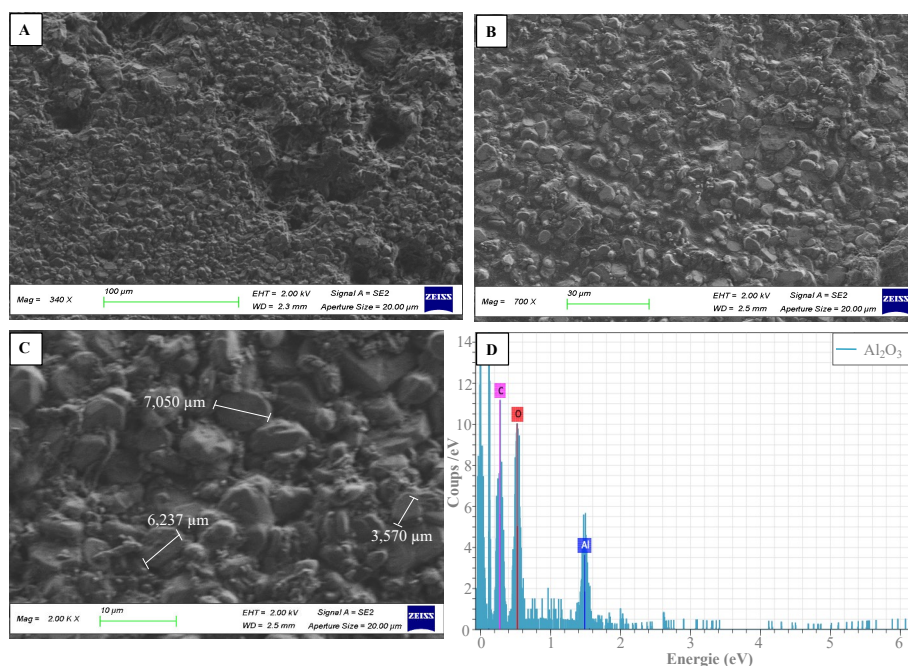 A
100 µm
Mag = 340 X
EHT = 2.00 kV
WD = 2.3 mm
Signal A = SE2
Aperture Size = 20.00 µm
ZEISS
B
30 µm
Mag = 700 X
EHT = 2.00 kV
WD = 2.5 mm
Signal A = SE2
Aperture Size = 20.00 µm
ZEISS
C
7,050 µm
6,237 µm
3,570 µm
10 µm
Mag = 2.00 K X
EHT = 2.00 kV
WD = 2.5 mm
Signal A = SE2
Aperture Size = 20.00 µm
ZEISS
D
Al₂O₃
C
O
Al
Coups /eV
14
12
10
8
6
4
2
0
0 1 2 3 4 5 6
Energie (eV)